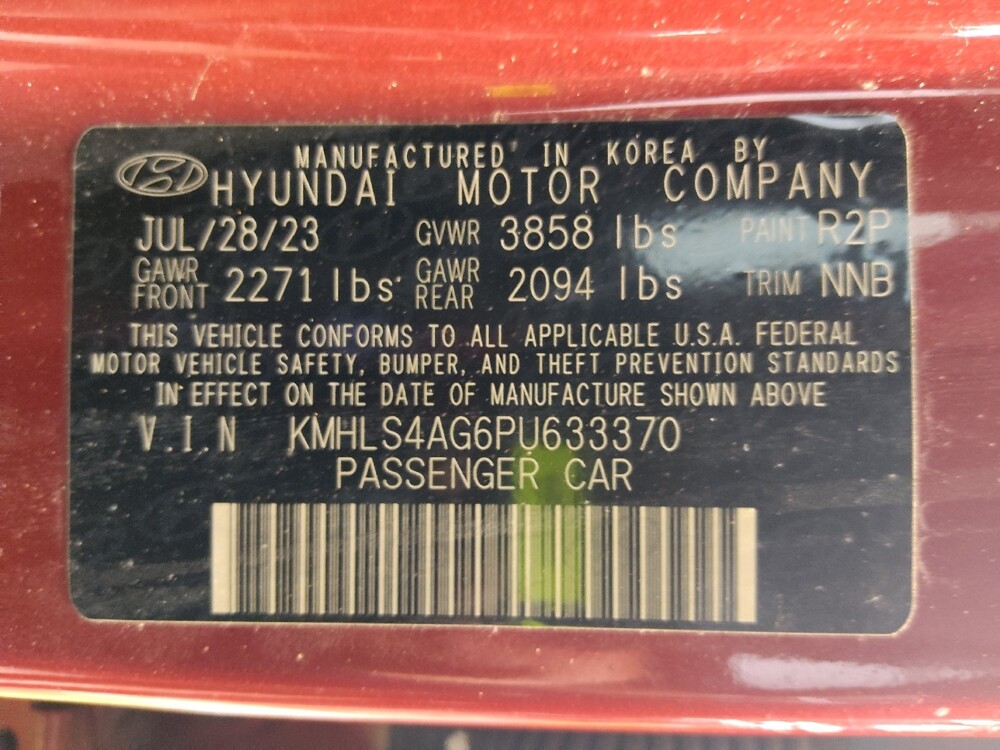 MANUFACTURED IN KOREA BY
HYUNDAI MOTOR COMPANY
JUL/28/23 GVWR 3858 lbs PAINT R2P
GAWR FRONT 2271 lbs GAWR REAR 2094 lbs TRIM NNB
THIS VEHICLE CONFORMS TO ALL APPLICABLE U.S.A. FEDERAL
MOTOR VEHICLE SAFETY, BUMPER, AND THEFT PREVENTION STANDARDS
IN EFFECT ON THE DATE OF MANUFACTURE SHOWN ABOVE
V.I.N KMHLS4AG6PU633370
PASSENGER CAR